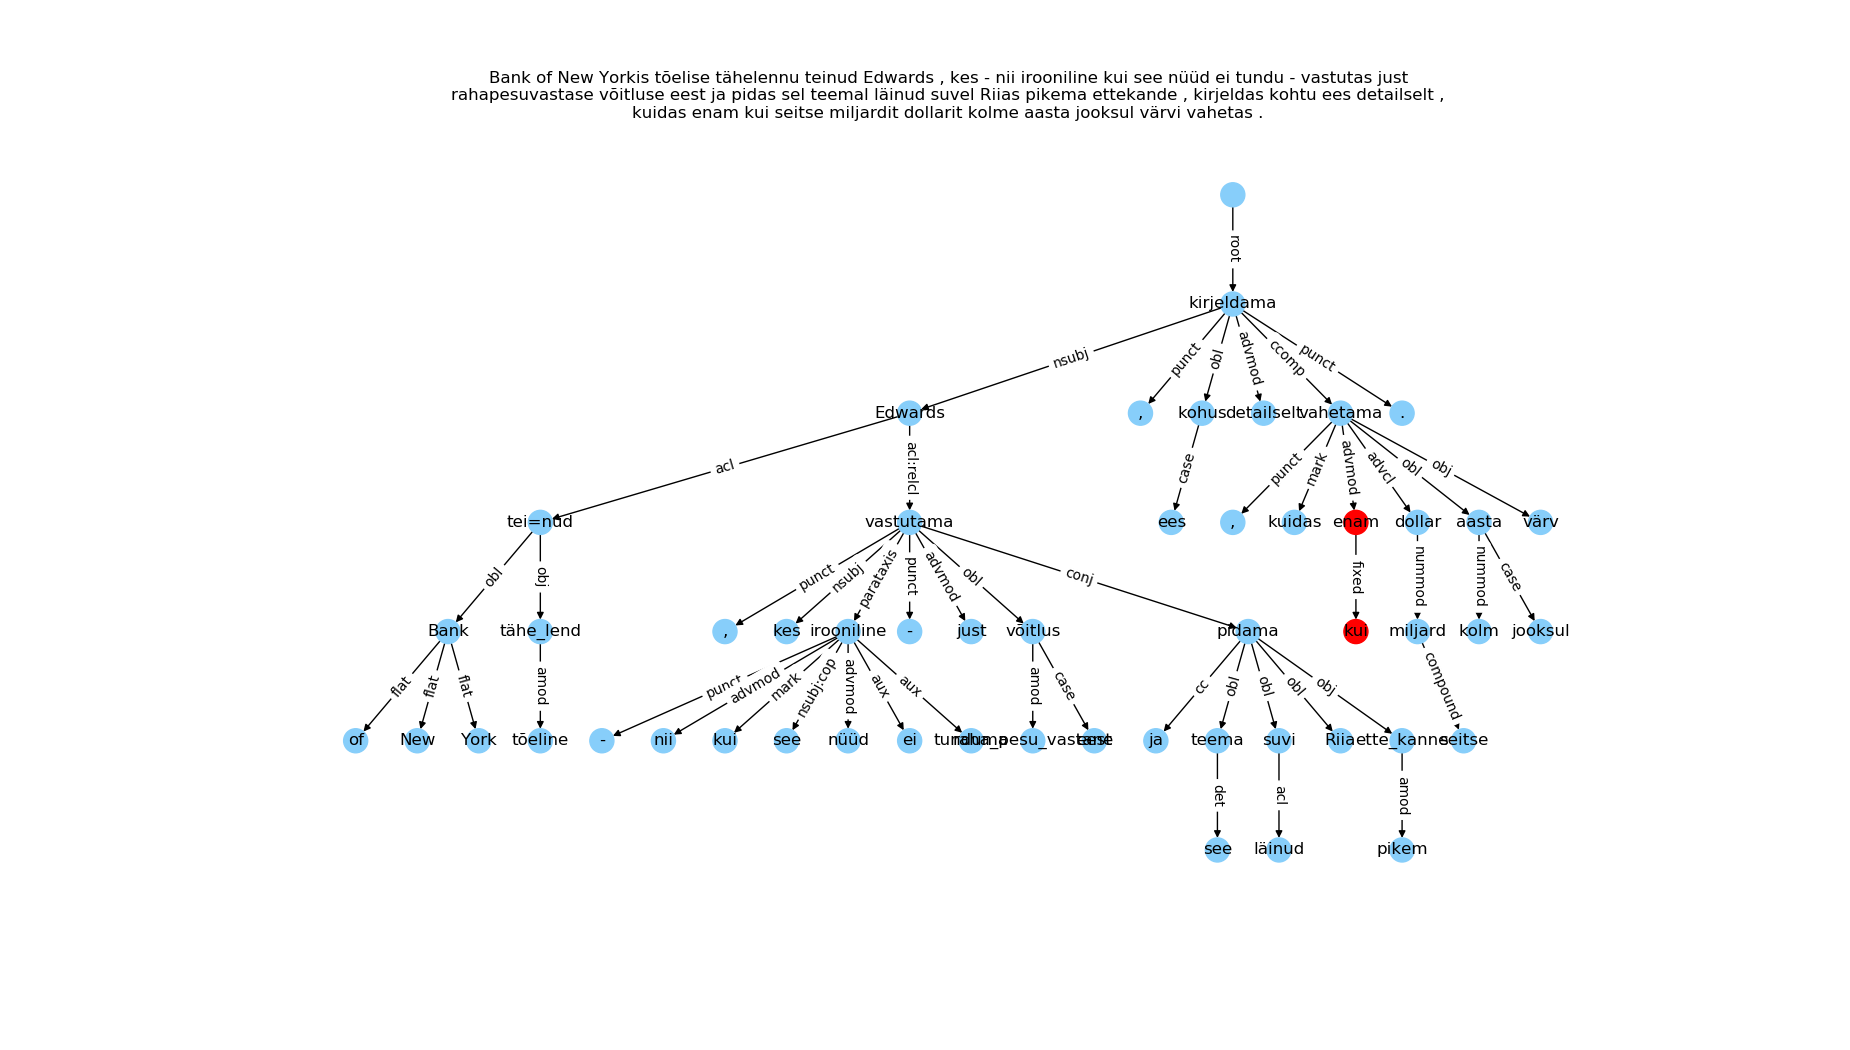 Bank of New Yorkis tõelise tähelennu teinud Edwards , kes - nii irooniline kui see nüüd ei tundu - vastutas just
rahapesuvastase võitluse eest ja pidas sel teemal läinud suvel Riias pikema ettekande , kirjeldas kohtu ees detailselt ,
kuidas enam kui seitse miljardit dollarit kolme aasta jooksul värvi vahetas .
root
kirjeldama
nsubj punct obl advmod ccomp punct
Edwards , kohus detailselt vahetama .
acl acl:relcl case punct mark advmod advcl obl obj
tei=nud vastutama ees , kuidas enam dollar aasta värv
obl obj punct nsubj parataxis punct advmod obl conj fixed nummod nummod case
Bank tähe_lend , kes irooniline - just võitlus pidama kui miljard kolm jooksul
flat flat flat amod punct advmod mark nsubj:cop advmod aux aux amod case cc obl obl obl obj compound
of New York tõeline - nii kui see nüüd ei tunduma raha_pesu_vastane eest ja teema suvi Riia ette_kanne seitse
det acl amod
see läinud pikem